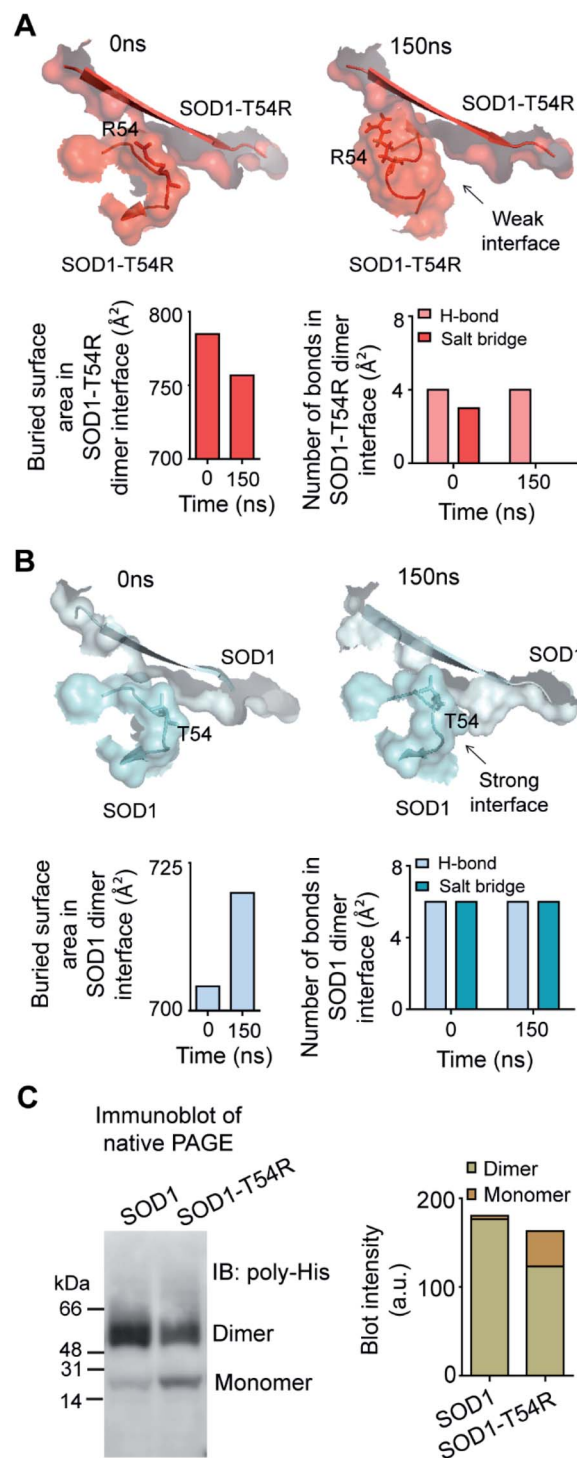 A
0ns
150ns
SOD1-T54R
SOD1-T54R
R54
R54
Weak
interface
SOD1-T54R
SOD1-T54R
Buried surface
area in
SOD1-T54R
dimer interface (Å²)
800
750
700
0 150
Time (ns)
Number of bonds in
SOD1-T54R dimer
interface (Å²)
8
4
0
H-bond
Salt bridge
0 150
Time (ns)
B
0ns
150ns
SOD1
SOD1
T54
T54
Strong
interface
SOD1
SOD1
Buried surface
area in
SOD1 dimer
interface (Å²)
725
700
0 150
Time (ns)
Number of bonds in
SOD1 dimer
interface (Å²)
8
4
0
H-bond
Salt bridge
0 150
Time (ns)
C
Immunoblot of
native PAGE
SOD1
SOD1-T54R
IB: poly-His
kDa
66
48
31
14
Dimer
Monomer
Dimer
Monomer
Blot intensity
(a.u.)
200
100
0
SOD1
SOD1-T54R